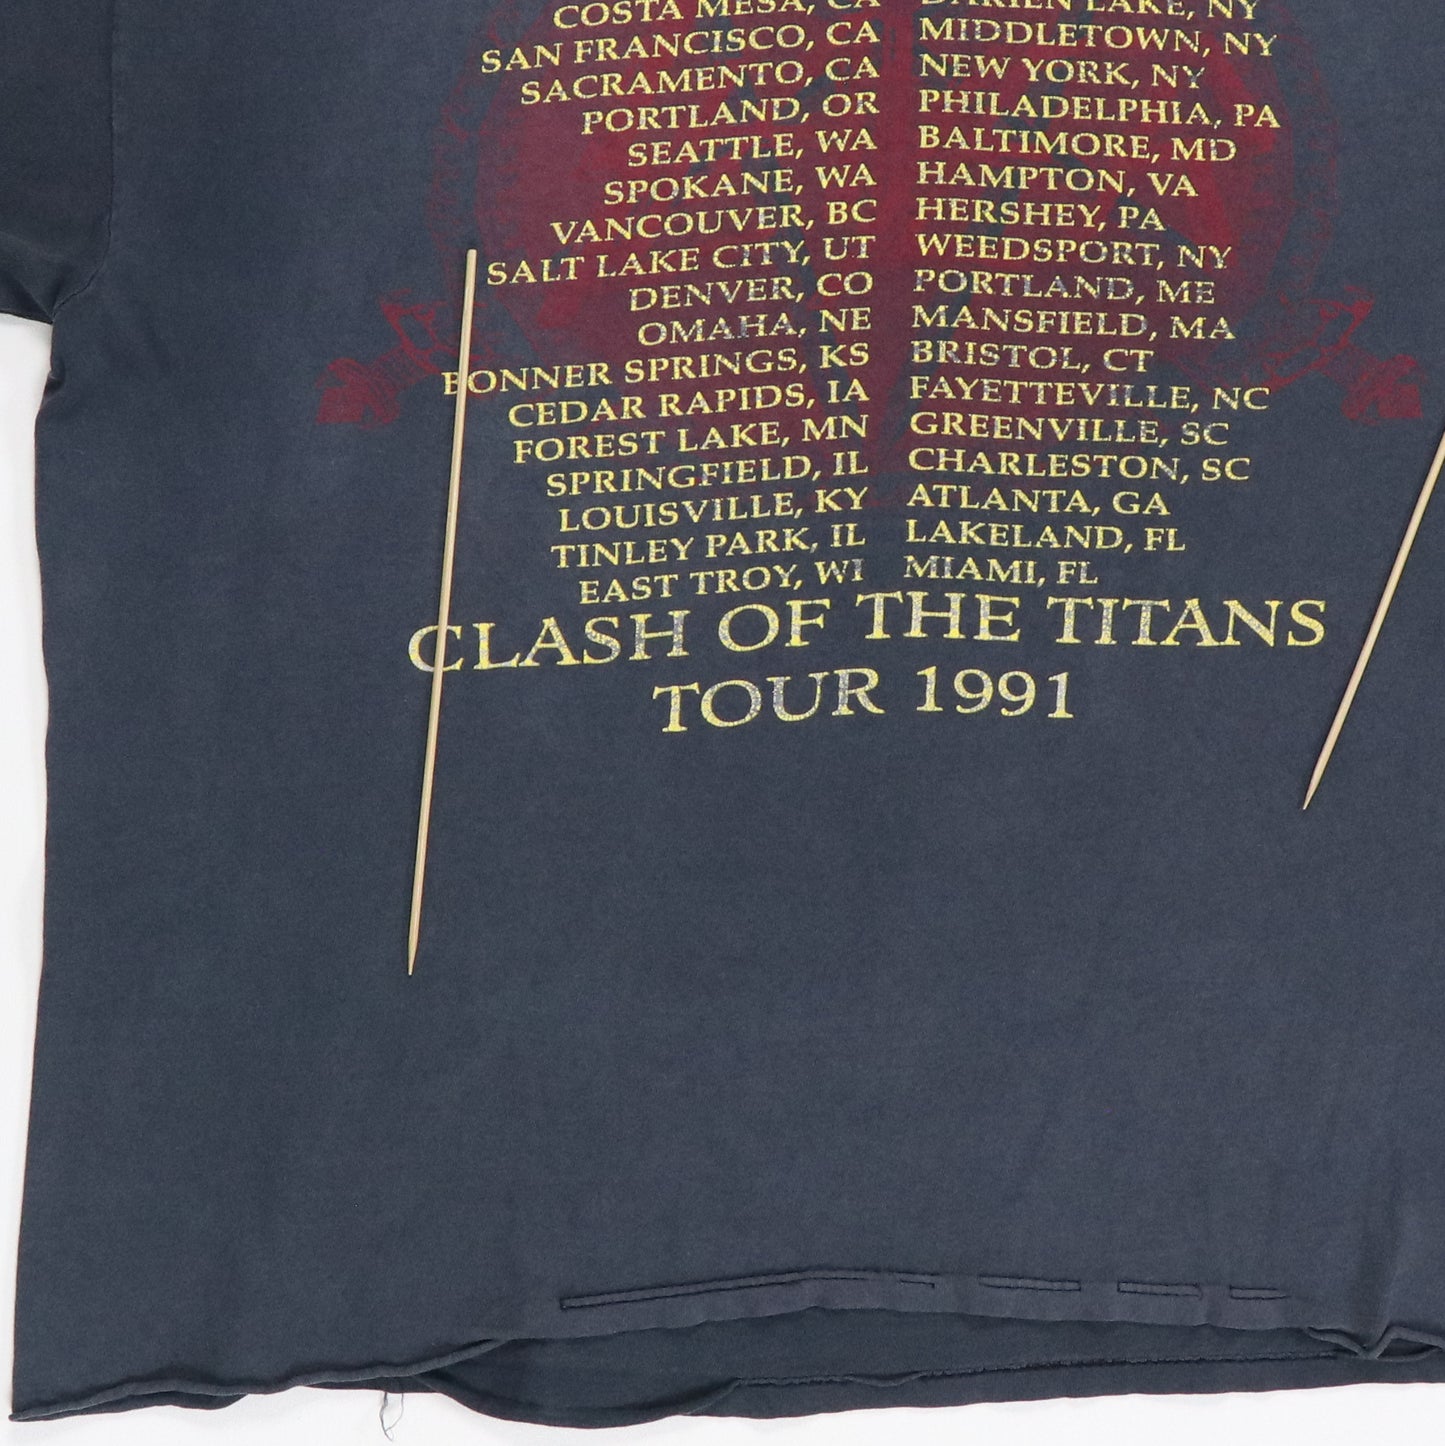 COSTA MESA, CA
SAN FRANCISCO, CA
SACRAMENTO, CA
PORTLAND, OR
SEATTLE, WA
SPOKANE, WA
VANCOUVER, BC
SALT LAKE CITY, UT
DENVER, CO
OMAHA, NE
BONNER SPRINGS, KS
CEDAR RAPIDS, IA
FOREST LAKE, MN
SPRINGFIELD, IL
LOUISVILLE, KY
TINLEY PARK, IL
EAST TROY, WI
DARIEN LAKE, NY
MIDDLETOWN, NY
NEW YORK, NY
PHILADELPHIA, PA
BALTIMORE, MD
HAMPTON, VA
HERSHEY, PA
WEEDSPORT, NY
PORTLAND, ME
MANSFIELD, MA
BRISTOL, CT
FAYETTEVILLE, NC
GREENVILLE, SC
CHARLESTON, SC
ATLANTA, GA
LAKELAND, FL
MIAMI, FL
CLASH OF THE TITANS
TOUR 1991